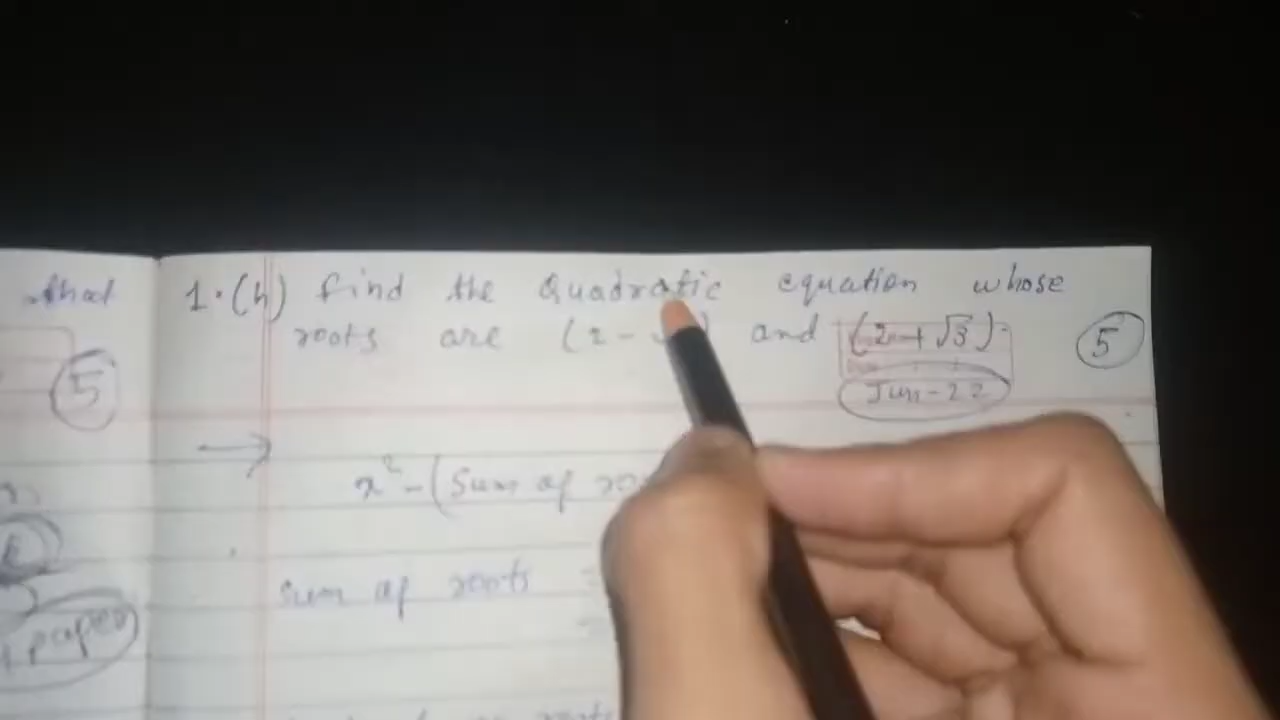 that
1.(h) find the Quadratic equation whose
roots are (2- and (2+√3).
5
5
Jun-22
→
x²-(Sum of
Sum of roots =
paper
roots